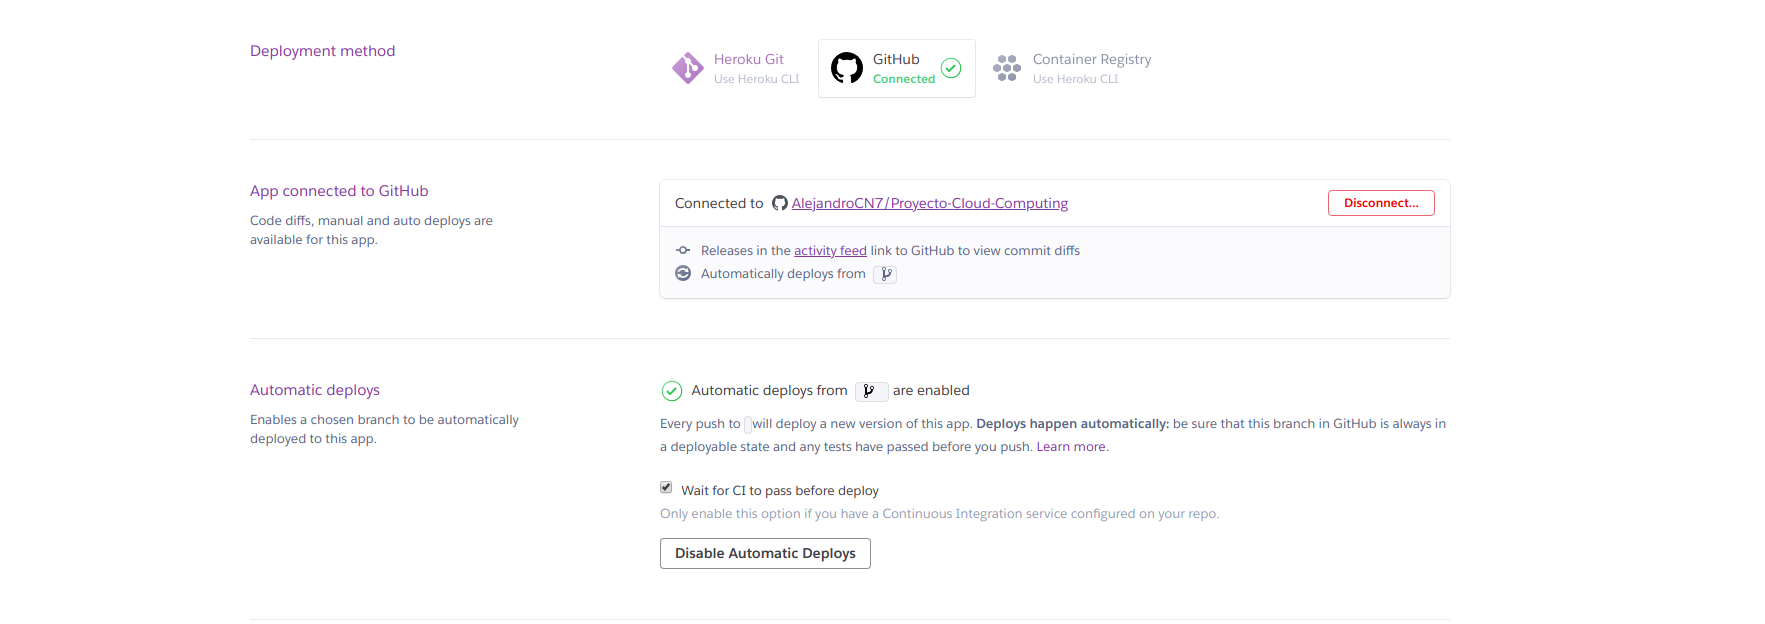 Deployment method
Heroku Git
Use Heroku CLI
GitHub
Connected
Container Registry
Use Heroku CLI
App connected to GitHub
Code diffs, manual and auto deploys are
available for this app.
Connected to AlejandroCN7/Proyecto-Cloud-Computing
Disconnect...
Releases in the activity feed link to GitHub to view commit diffs
Automatically deploys from
Automatic deploys
Enables a chosen branch to be automatically
deployed to this app.
Automatic deploys from are enabled
Every push to will deploy a new version of this app. Deploys happen automatically: be sure that this branch in GitHub is always in
a deployable state and any tests have passed before you push. Learn more.
Wait for CI to pass before deploy
Only enable this option if you have a Continuous Integration service configured on your repo.
Disable Automatic Deploys